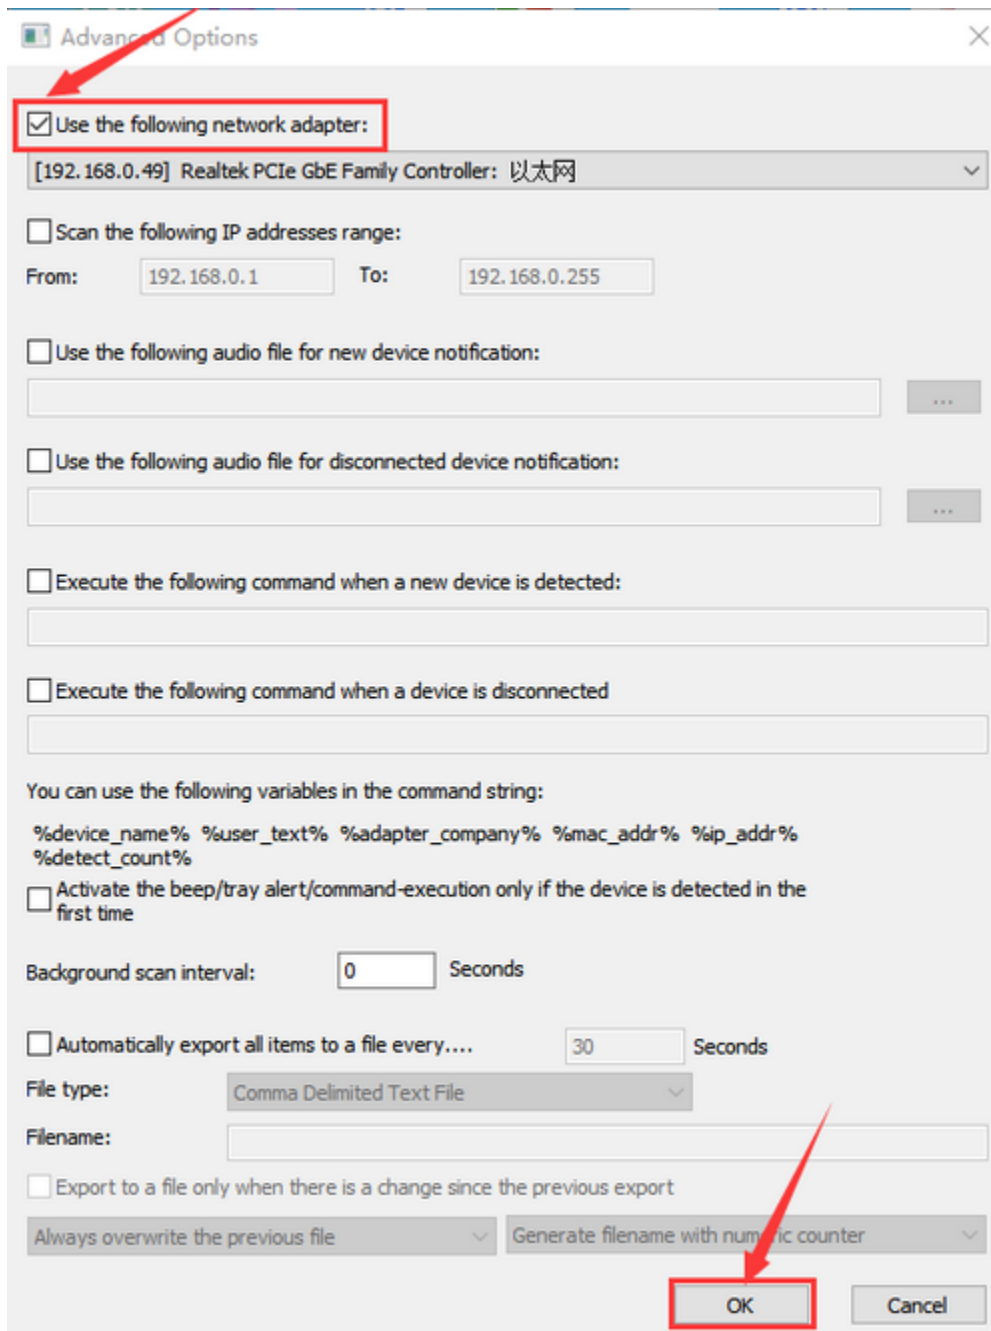 Advanced Options
Use the following network adapter:
[192.168.0.49] Realtek PCIe GbE Family Controller: 以太网
Scan the following IP addresses range:
From: 192.168.0.1 To: 192.168.0.255
Use the following audio file for new device notification:
...
Use the following audio file for disconnected device notification:
...
Execute the following command when a new device is detected:
Execute the following command when a device is disconnected
You can use the following variables in the command string:
%device_name% %user_text% %adapter_company% %mac_addr% %ip_addr%
%detect_count%
Activate the beep/tray alert/command-execution only if the device is detected in the
first time
Background scan interval: 0 Seconds
Automatically export all items to a file every.... 30 Seconds
File type: Comma Delimited Text File
Filename:
Export to a file only when there is a change since the previous export
Always overwrite the previous file Generate filename with numeric counter
OK Cancel